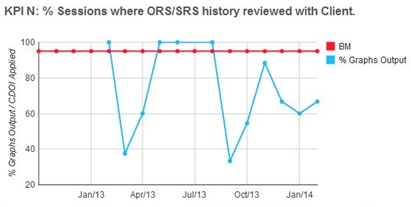 KPI N: % Sessions where ORS/SRS history reviewed with Client.
BM
% Graphs Output
% Graphs Output / CDOI Applied
100
80
60
40
20
Jan/13
Apr/13
Jul/13
Oct/13
Jan/14